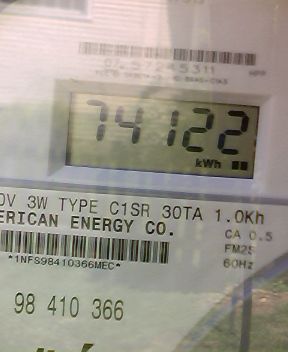 74122
kWh
0V 3W TYPE C1SR 30TA 1.0Kh
ERICAN ENERGY CO.
CA 0.5
FM2S
*1NFS98410366MEC*
60Hz
98 410 366